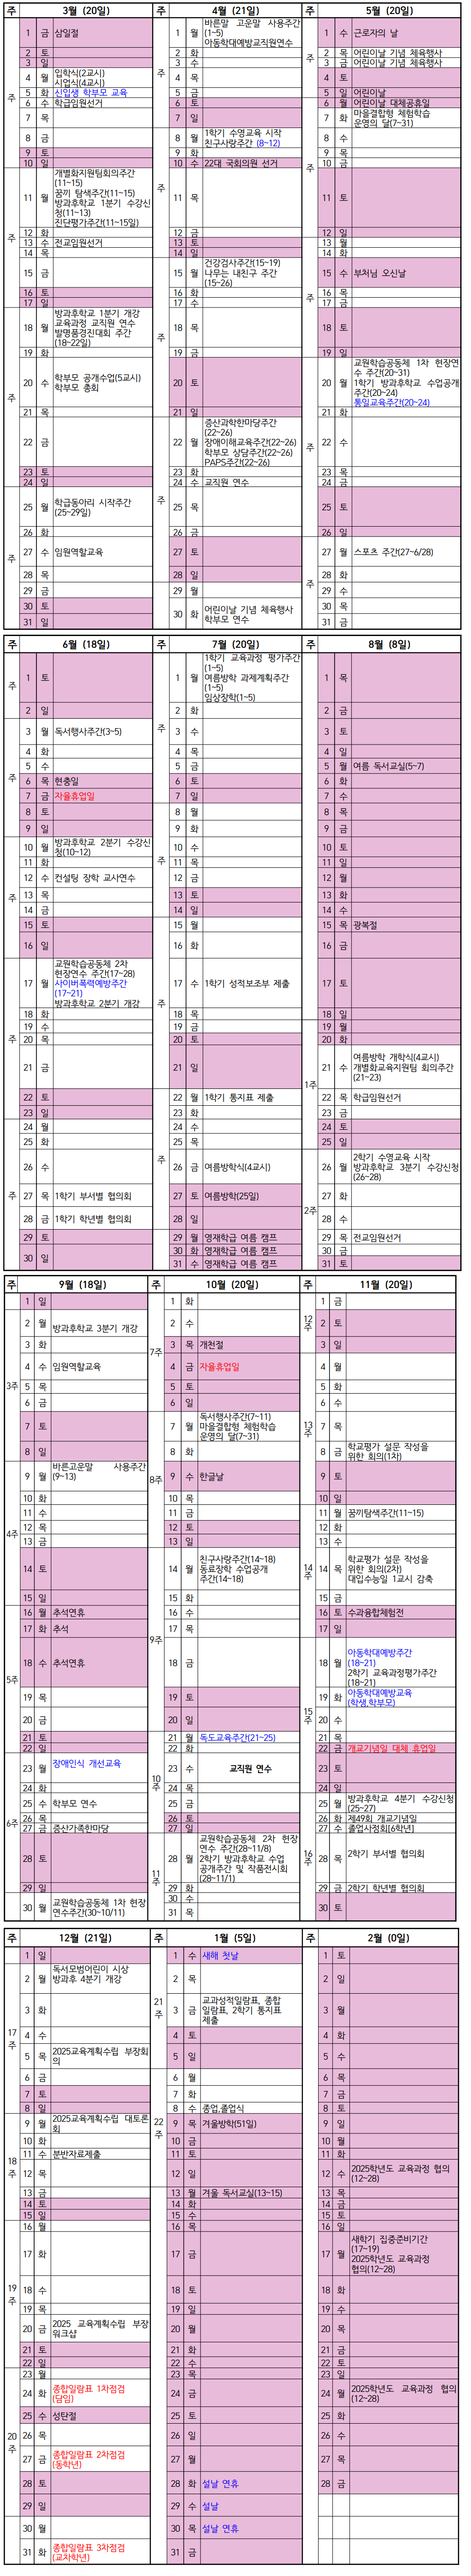 주 3월 (20일) 주 4월 (21일) 주 5월 (20일)
1 금 삼일절
2 토
3 일
4 월 입학식(2교시)
시업식(4교시)
5 화 신입생 학부모 교육
6 수 학급임원선거
7 목
8 금
9 토
10 일
11 월 개별화지원팀회의주간
(11~15)
꿈끼 탐색주간(11~15)
방과후학교 1분기 수강신
청(11~13)
진단평가주간(11~15일)
12 화
13 수 전교임원선거
14 목
15 금
16 토
17 일
18 월 방과후학교 1분기 개강
교육과정 교직원 연수
발명품경진대회 주간
(18~22일)
19 화
20 수 학부모 공개수업(5교시)
학부모 총회
21 목
22 금
23 토
24 일
25 월 학급동아리 시작주간
(25~29일)
26 화
27 수 임원역할교육
28 목
29 금
30 토
31 일
주
주
주
주
주
1 월 바른말 고운말 사용주간
(1~5)
아동학대예방교직원연수
2 화
3 수
4 목
5 금
6 토
7 일
8 월 1학기 수영교육 시작
친구사랑주간 (8~12)
9 화
10 수 22대 국회의원 선거
11 목
12 금
13 토
14 일
15 월 건강검사주간(15~19)
나무는 내친구 주간
(15~26)
16 화
17 수
18 목
19 금
20 토
21 일
22 월 증산과학한마당주간
(22~26)
장애이해교육주간(22~26)
학부모 상담주간(22~26)
PAPS주간(22~26)
23 화
24 수 교직원 연수
25 목
26 금
27 토
28 일
29 월
30 화 어린이날 기념 체육행사
학부모 연수
주
주
주
주
1 수 근로자의 날
2 목 어린이날 기념 체육행사
3 금 어린이날 기념 체육행사
4 토
5 일 어린이날
6 월 어린이날 대체공휴일
7 화 마을결합형 체험학습
운영의 달(7~31)
8 수
9 목
10 금
11 토
12 일
13 월
14 화
15 수 부처님 오신날
16 목
17 금
18 토
19 일
20 월 교원학습공동체 1차 현장연
수 주간(20~31)
1학기 방과후학교 수업공개
주간(20~24)
통일교육주간(20~24)
21 화
22 수
23 목
24 금
25 토
26 일
27 월 스포츠 주간(27~6/28)
28 화
29 수
30 목
31 금
주
주
주
주
주
주 6월 (18일) 주 7월 (20일) 주 8월 (8일)
1 토
2 일
3 월 독서행사주간(3~5)
4 화
5 수
6 목 현충일
7 금 자율휴업일
8 토
9 일
10 월 방과후학교 2분기 수강신
청(10~12)
11 화
12 수 컨설팅 장학 교사연수
13 목
14 금
15 토
16 일
17 월 교원학습공동체 2차
현장연수 주간(17~28)
사이버폭력예방주간
(17~21)
방과후학교 2분기 개강
18 화
19 수
20 목
21 금
22 토
23 일
24 월
25 화
26 수
27 목 1학기 부서별 협의회
28 금 1학기 학년별 협의회
29 토
30 일
주
주
주
주
주
1 월 1학기 교육과정 평가주간
(1~5)
여름방학 과제계획주간
(1~5)
임상장학(1~5)
2 화
3 수
4 목
5 금
6 토
7 일
8 월
9 화
10 수
11 목
12 금
13 토
14 일
15 월
16 화
17 수 1학기 성적보조부 제출
18 목
19 금
20 토
21 일
22 월 1학기 통지표 제출
23 화
24 수
25 목
26 금 여름방학식(4교시)
27 토 여름방학(25일)
28 일
29 월 영재학급 여름 캠프
30 화 영재학급 여름 캠프
31 수 영재학급 여름 캠프
주
주
주
주
1 목
2 금
3 토
4 일
5 월 여름 독서교실(5~7)
6 화
7 수
8 목
9 금
10 토
11 일
12 월
13 화
14 수
15 목 광복절
16 금
17 토
18 일
19 월
20 화
21 수 여름방학 개학식(4교시)
개별화교육지원팀 회의주간
(21~23)
22 목 학급임원선거
23 금
24 토
25 일
26 월 2학기 수영교육 시작
방과후학교 3분기 수강신청
(26~28)
27 화
28 수
29 목 전교임원선거
30 금
31 토
1주
2주
주 9월 (18일) 주 10월 (20일) 주 11월 (20일)
1 일
2 월 방과후학교 3분기 개강
3 화
4 수 임원역할교육
5 목
6 금
7 토
8 일
9 월 바른고운말 사용주간
(9~13)
10 화
11 수
12 목
13 금
14 토
15 일
16 월 추석연휴
17 화 추석
18 수 추석연휴
19 목
20 금
21 토
22 일
23 월 장애인식 개선교육
24 화
25 수 학부모 연수
26 목
27 금 증산가족한마당
28 토
29 일
30 월 교원학습공동체 1차 현장
연수주간(30~10/11)
3주
4주
5주
6주
1 화
2 수
3 목 개천절
4 금 자율휴업일
5 토
6 일
7 월 독서행사주간(7~11)
마을결합형 체험학습
운영의 달(7~31)
8 화
9 수 한글날
10 목
11 금
12 토
13 일
14 월 친구사랑주간(14~18)
동료장학 수업공개
주간(14~18)
15 화
16 수
17 목
18 금
19 토
20 일
21 월 독도교육주간(21~25)
22 화
23 수 교직원 연수
24 목
25 금
26 토
27 일
28 월 교원학습공동체 2차 현장
연수 주간(28~11/8)
2학기 방과후학교 수업
공개주간 및 작품전시회
(28~11/1)
29 화
30 수
31 목
7주
8주
9주
10
주
11
주
1 금
2 토
3 일
4 월
5 화
6 수
7 목
8 금 학교평가 설문 작성을
위한 회의(1차)
9 토
10 일
11 월 꿈끼탐색주간(11~15)
12 화
13 수
14 목 학교평가 설문 작성을
위한 회의(2차)
대입수능일 1교시 감축
15 금
16 토 수과융합체험전
17 일
18 월 아동학대예방주간
(18~21)
2학기 교육과정평가주간
(18~21)
19 화 아동학대예방교육
(학생,학부모)
20 수
21 목
22 금 개교기념일 대체 휴업일
23 토
24 일
25 월 방과후학교 4분기 수강신청
(25~27)
26 화 제49회 개교기념일
27 수 졸업사정회[6학년]
28 목 2학기 부서별 협의회
29 금 2학기 학년별 협의회
30 토
12
주
13
주
14
주
15
주
16
주
주 12월 (21일) 주 1월 (5일) 주 2월 (0일)
1 일
2 월 독서모범어린이 시상
방과후 4분기 개강
3 화
4 수
5 목 2025교육계획수립 부장회
의
6 금
7 토
8 일
9 월 2025교육계획수립 대토론
회
10 화
11 수 분반자료제출
12 목
13 금
14 토
15 일
16 월
17 화
18 수
19 목
20 금 2025 교육계획수립 부장
워크샵
21 토
22 일
23 월
24 화 종합일람표 1차점검
(담임)
25 수 성탄절
26 목
27 금 종합일람표 2차점검
(동학년)
28 토
29 일
30 월
31 화 종합일람표 3차점검
(교차학년)
17
주
18
주
19
주
20
주
1 수 새해 첫날
2 목
3 금 교과성적일람표, 종합
일람표, 2학기 통지표
제출
4 토
5 일
6 월
7 화
8 수 종업,졸업식
9 목 겨울방학(51일)
10 금
11 토
12 일
13 월 겨울 독서교실(13~15)
14 화
15 수
16 목
17 금
18 토
19 일
20 월
21 화
22 수
23 목
24 금
25 토
26 일
27 월
28 화 설날 연휴
29 수 설날
30 목 설날 연휴
31 금
21
주
22
주
1 토
2 일
3 월
4 화
5 수
6 목
7 금
8 토
9 일
10 월
11 화
12 수 2025학년도 교육과정 협의
(12~28)
13 목
14 금
15 토
16 일
17 월 새학기 집중준비기간
(17~19)
2025학년도 교육과정
협의(12~28)
18 화
19 수
20 목
21 금
22 토
23 일
24 월 2025학년도 교육과정 협의
(12~28)
25 화
26 수
27 목
28 금